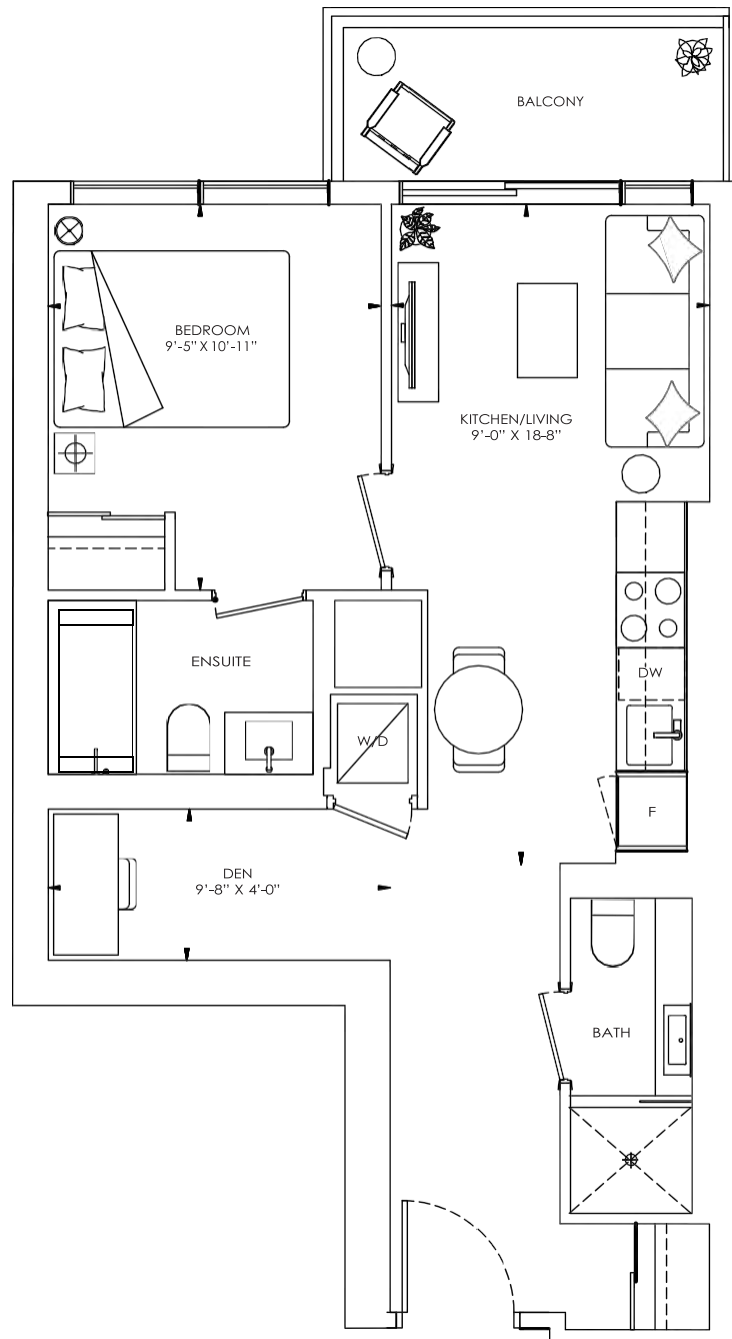 BALCONY
BEDROOM
9'-5" X 10'-11"
KITCHEN/LIVING
9'-0" X 18-8"
ENSUITE
DW
W/D
F
DEN
9'-8" X 4'-0"
BATH